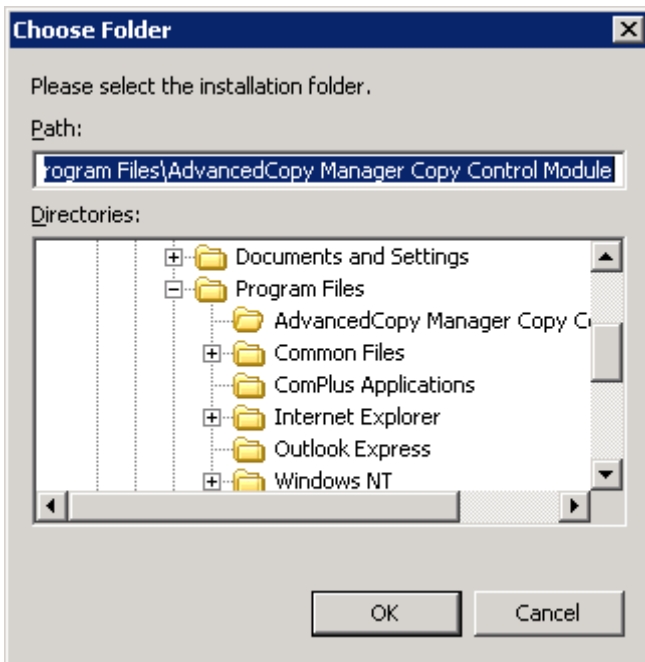 Choose Folder
Please select the installation folder.
Path:
rogram Files\AdvancedCopy Manager Copy Control Module
Directories:
Documents and Settings
Program Files
AdvancedCopy Manager Copy C
Common Files
ComPlus Applications
Internet Explorer
Outlook Express
Windows NT
OK
Cancel